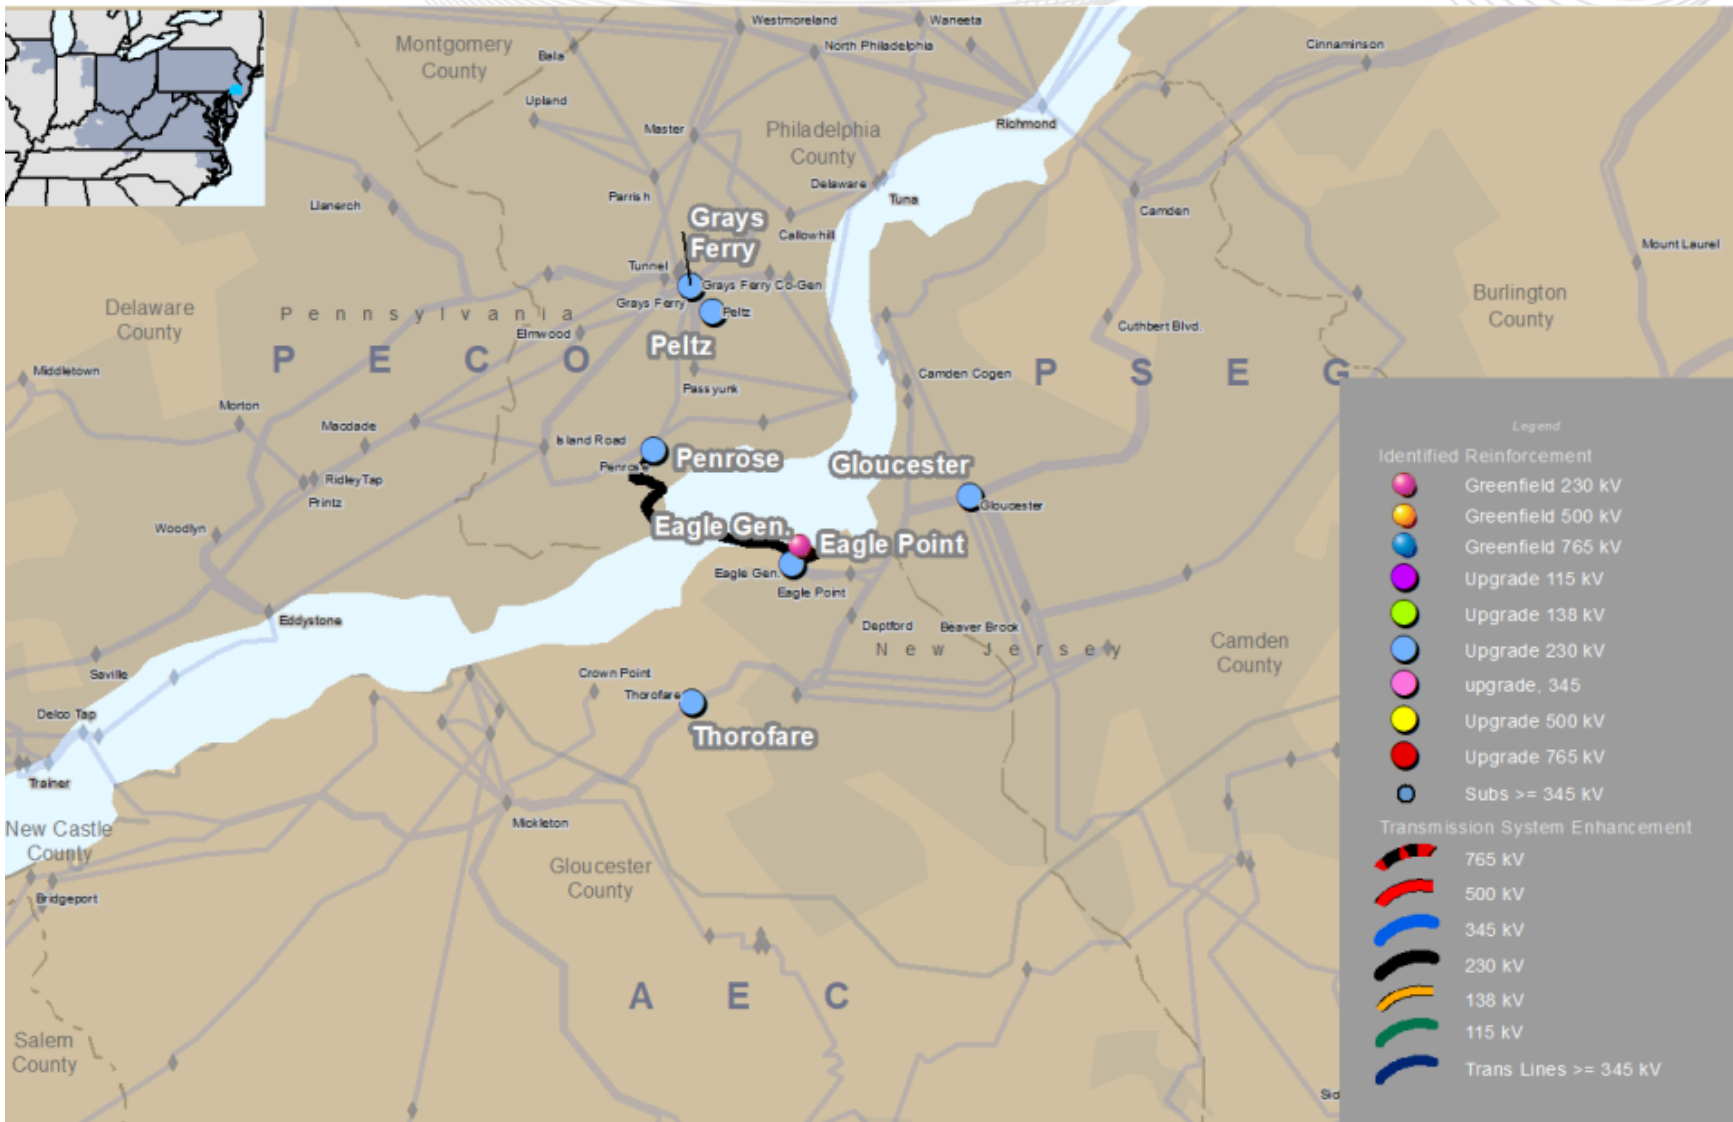 Westmoreland
Waneeta
Montgomery
County
Bala
North Philadelphia
Cinnaminson
Upland
Master
Philadelphia
County
Richmond
Parrish
Delaware
Tuna
Llanerch
Camden
Grays
Ferry
Callowhill
Mount Laurel
Tunnel
Grays Ferry Co-Gen
Grays Ferry
Peltz
Delaware
County
Pennsylvania
Elmwood
Burlington
County
Cuthbert Blvd.
Peltz
PECO
PSEG
Middletown
Passyunk
Camden Cogen
Morton
Macdade
Island Road
Penrose
Penrose
Gloucester
Ridley Tap
Printz
Gloucester
Woodlyn
Eagle Gen.
Eagle Point
Eagle Gen.
Eagle Point
Eddystone
Deptford
Beaver Brook
New Jersey
Camden
County
Saville
Crown Point
Thorofare
Delco Tap
Thorofare
Trainer
Mickleton
New Castle
County
Gloucester
County
Bridgeport
AEC
Salem
County
Sic
Legend
Identified Reinforcement
Greenfield 230 kV
Greenfield 500 kV
Greenfield 765 kV
Upgrade 115 kV
Upgrade 138 kV
Upgrade 230 kV
upgrade, 345
Upgrade 500 kV
Upgrade 765 kV
Subs >= 345 kV
Transmission System Enhancement
765 kV
500 kV
345 kV
230 kV
138 kV
115 kV
Trans Lines >= 345 kV